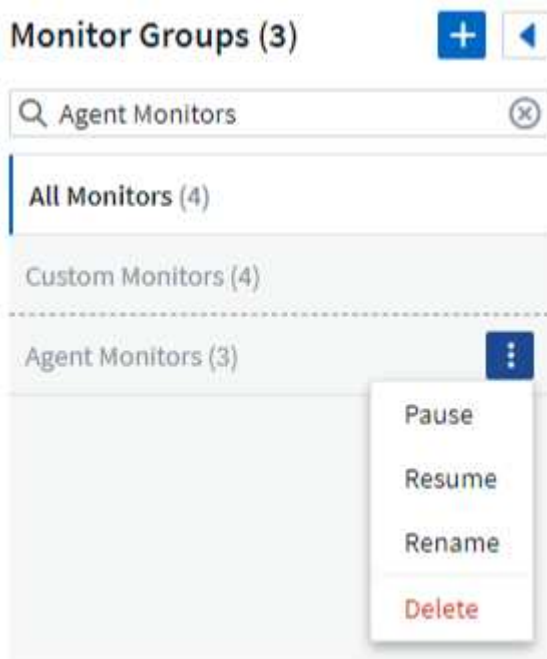 Monitor Groups (3)
Agent Monitors
All Monitors (4)
Custom Monitors (4)
Agent Monitors (3)
Pause
Resume
Rename
Delete